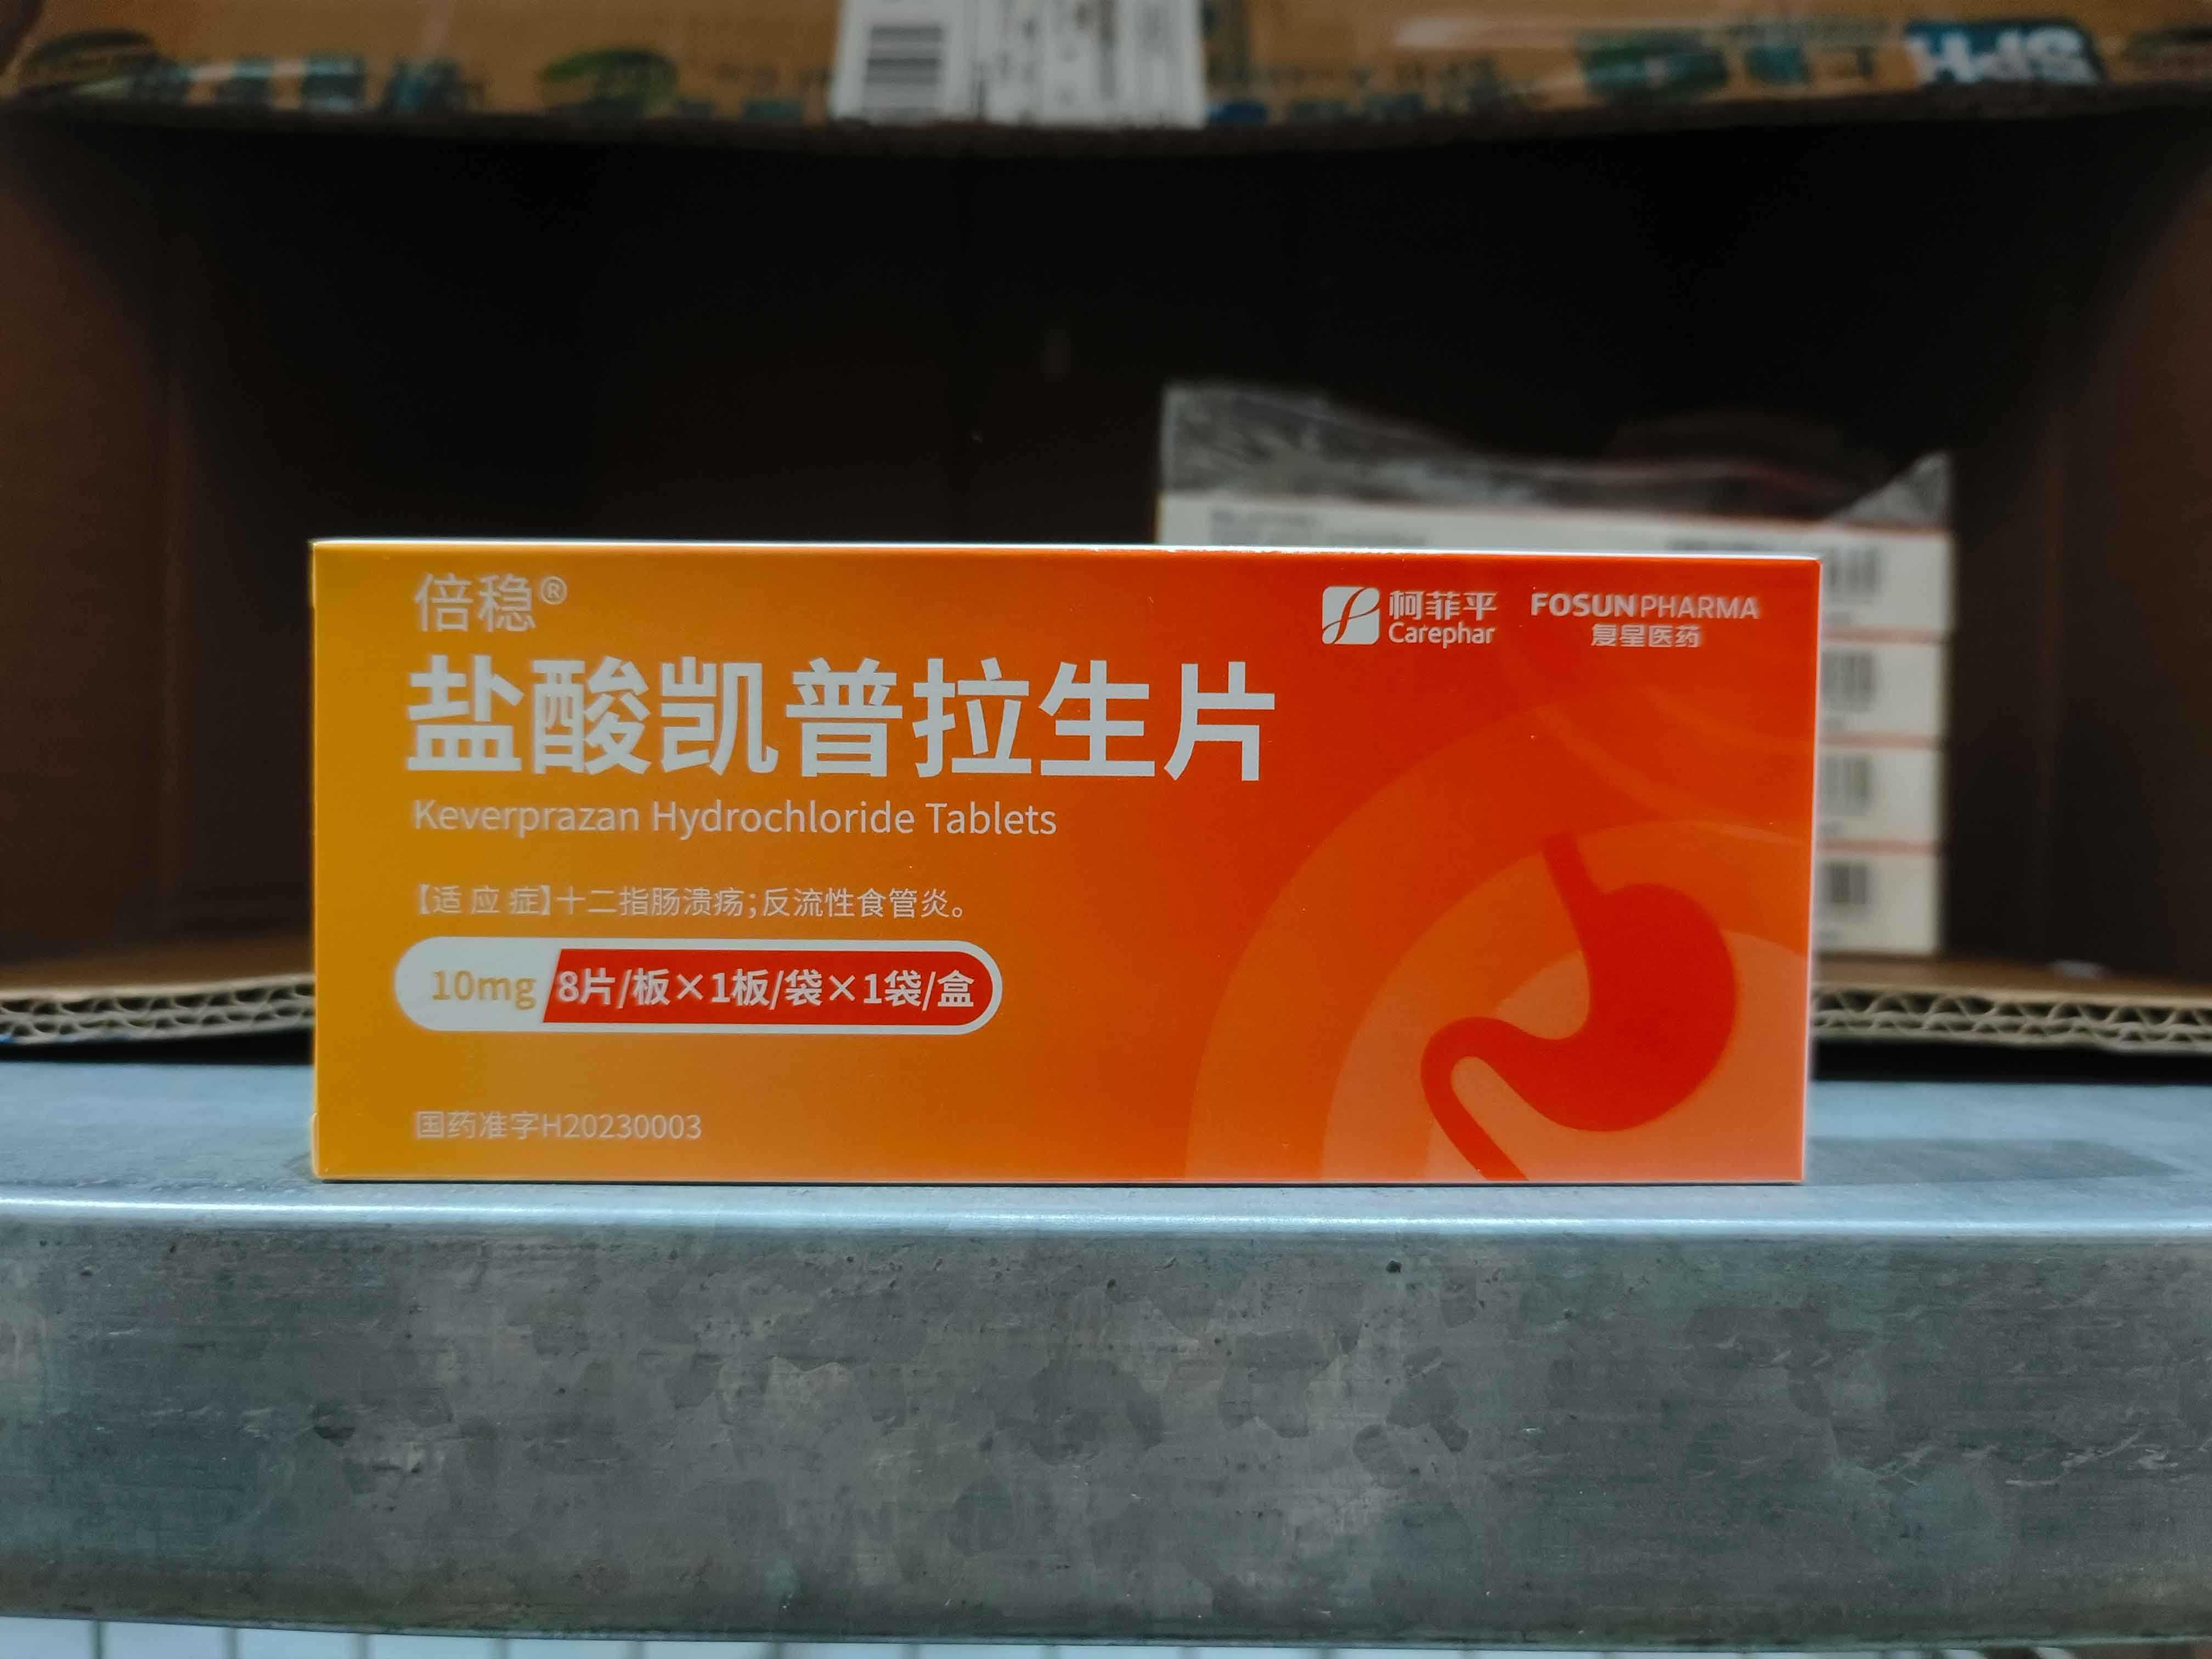 SPH
倍稳®
柯菲平
Carephar
FOSUN PHARMA
复星医药
盐酸凯普拉生片
Keverprazan Hydrochloride Tablets
【适应症】十二指肠溃疡;反流性食管炎。
10mg 8片/板×1板/袋×1袋/盒
国药准字H20230003